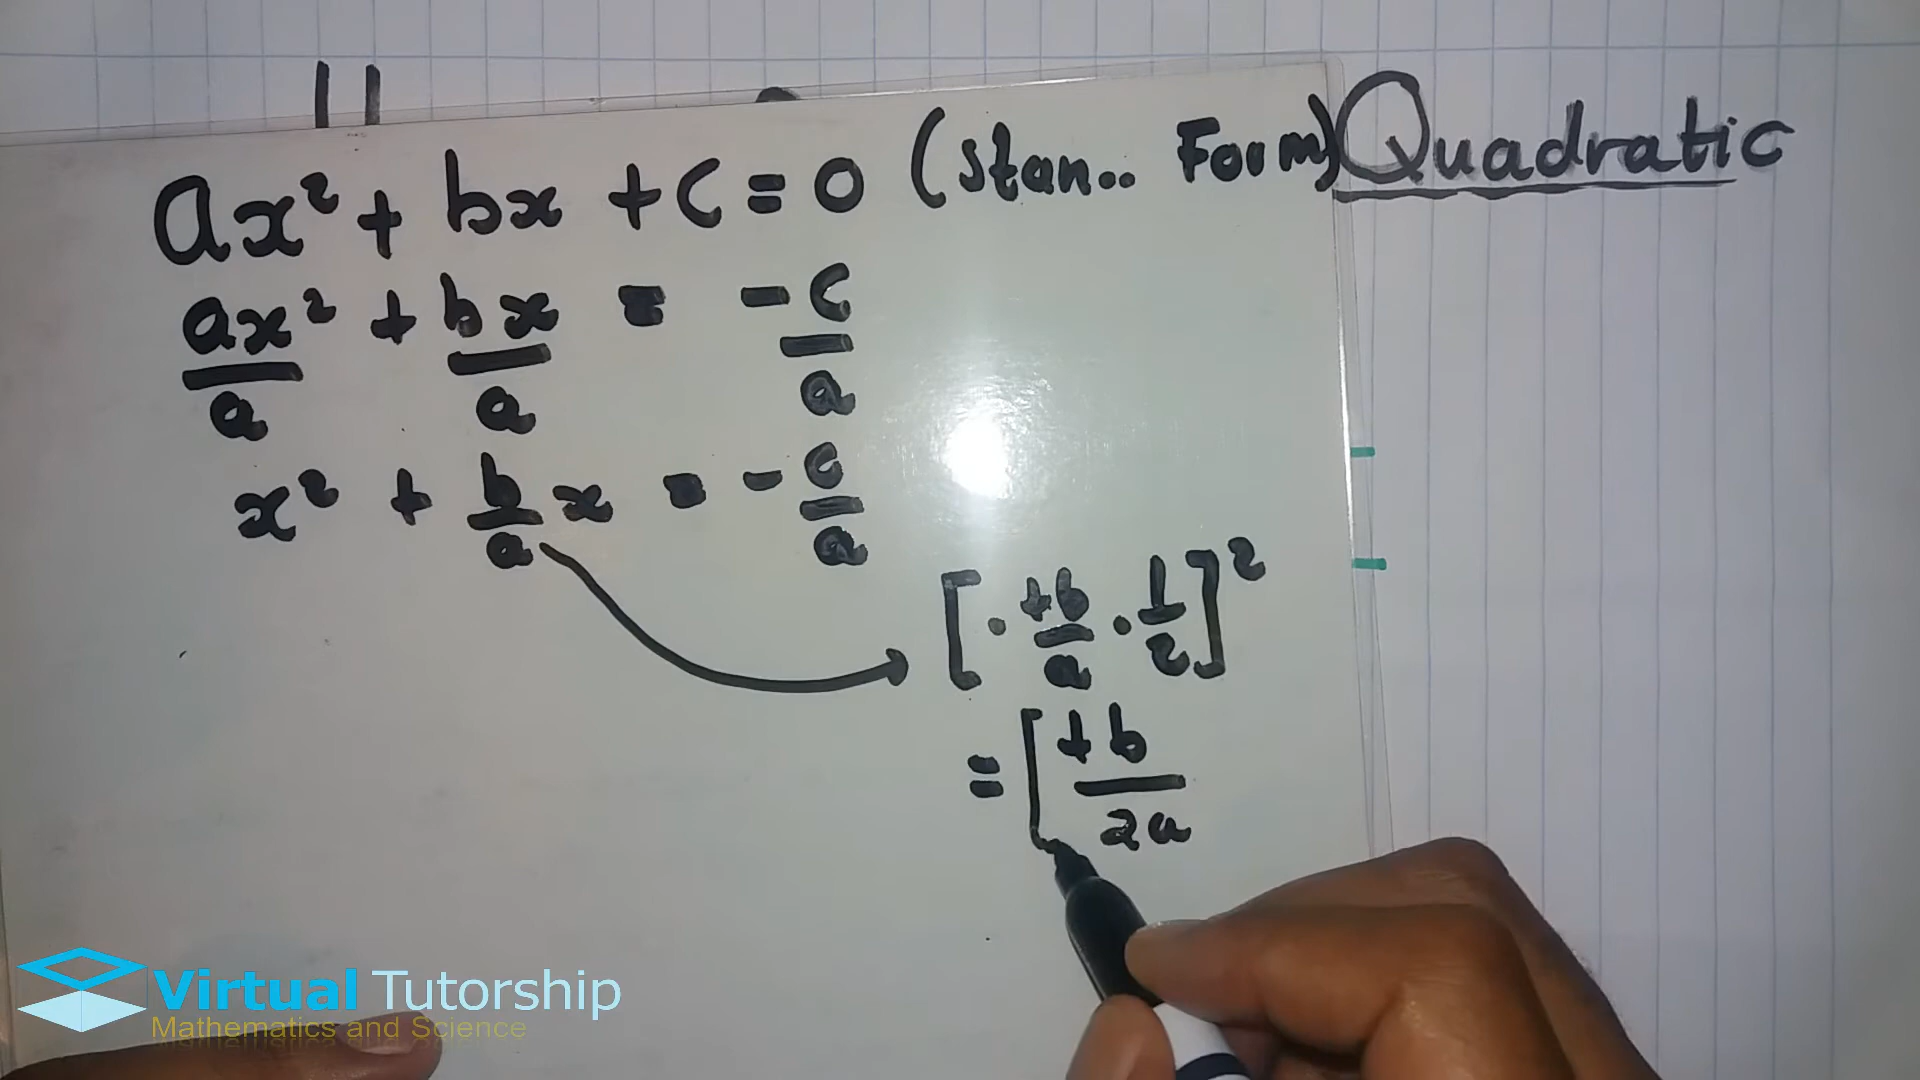 ax² + bx + c = 0 (Stan.. Form) Quadratic
ax²/a + bx/a = -c/a
x² + b/a x = -c/a
[· +b/a · 1/2]²
= [+b/2a
Virtual Tutorship
Mathematics and Science